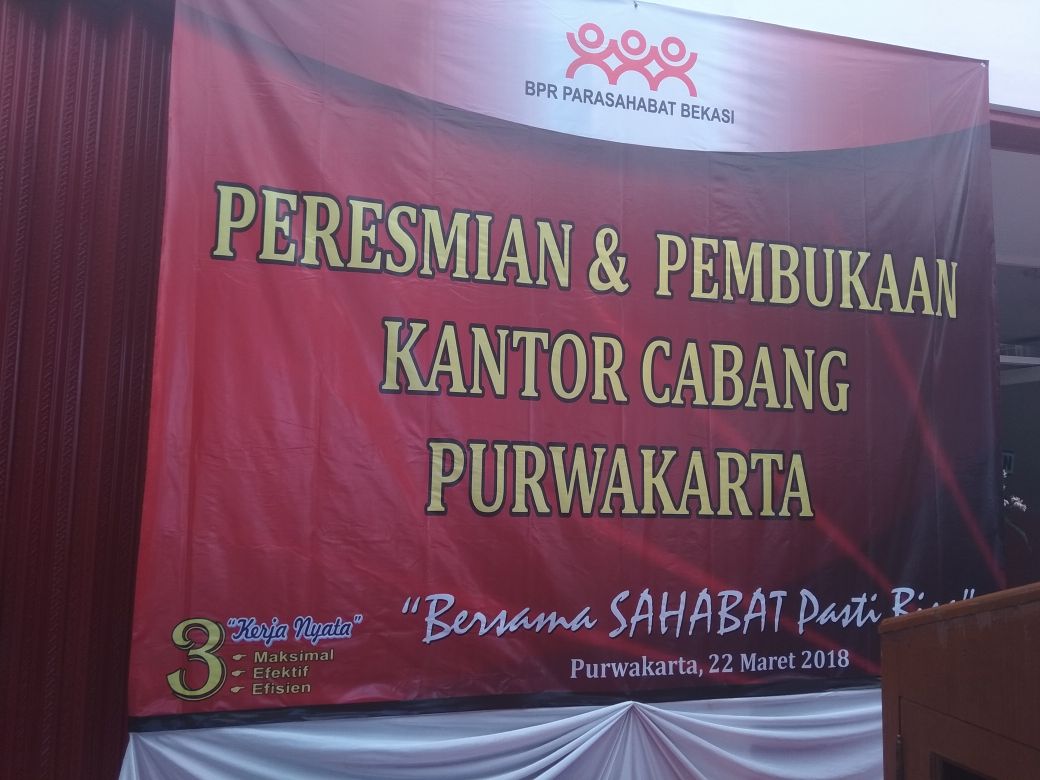 BPR PARASAHABAT BEKASI
PERESMIAN & PEMBUKAAN
KANTOR CABANG
PURWAKARTA
"Bersama SAHABAT Pasti
Purwakarta, 22 Maret 2018
3 "Kerja Nyata"
Maksimal
Efektif
Efisien